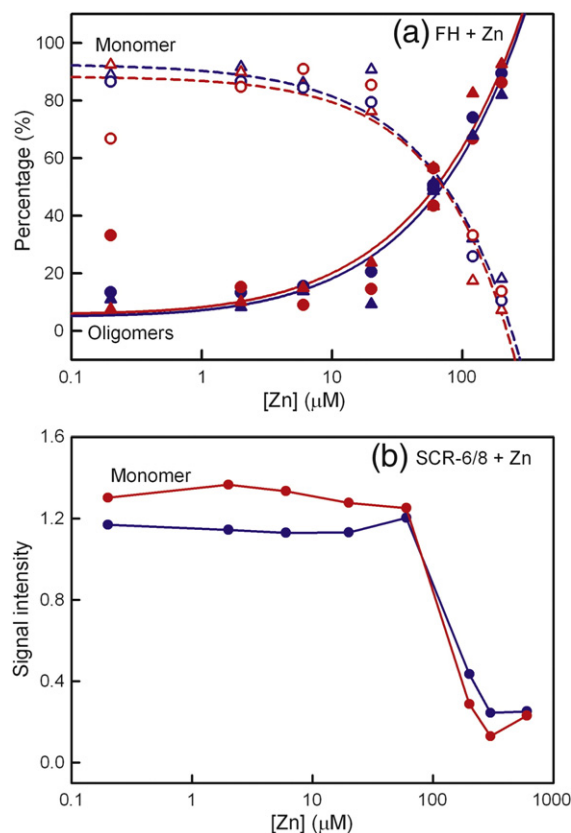 (a) FH + Zn
Monomer
100
80
60
40
20
0
Percentage (%)
Oligomers
0.1 1 10 100
[Zn] (μM)
(b) SCR-6/8 + Zn
Monomer
1.6
1.2
0.8
0.4
0.0
Signal intensity
0.1 1 10 100 1000
[Zn] (μM)